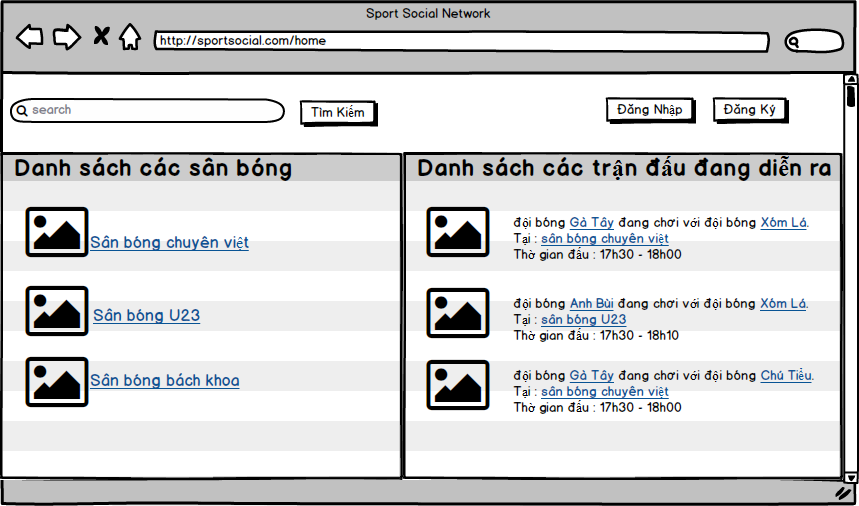 Sport Social Network
http://sportsocial.com/home
search
Tìm Kiếm
Đăng Nhập
Đăng Ký
Danh sách các sân bóng
Sân bóng chuyên việt
Sân bóng U23
Sân bóng bách khoa
Danh sách các trận đấu đang diễn ra
đội bóng Gà Tây đang chơi với đội bóng Xóm Lá.
Tại : sân bóng chuyên việt
Thờ gian đấu : 17h30 - 18h00
đội bóng Anh Bùi đang chơi với đội bóng Xóm Lá.
Tại : sân bóng U23
Thờ gian đấu : 17h30 - 18h10
đội bóng Gà Tây đang chơi với đội bóng Chú Tiểu.
Tại : sân bóng chuyên việt
Thờ gian đấu : 17h30 - 18h00